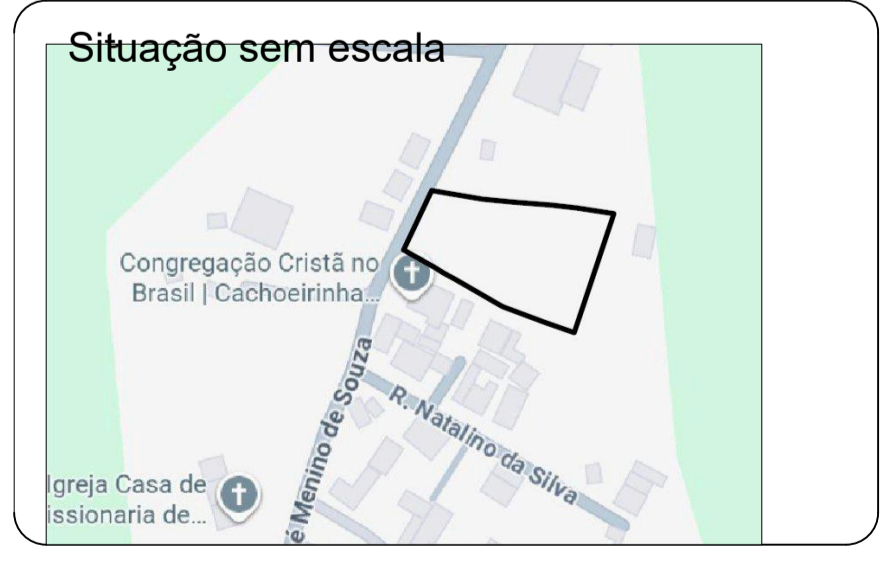 Situação sem escala
Congregação Cristã no
Brasil | Cachoeirinha...
é Menino de Souza
R. Natalino da Silva
Igreja Casa de
issionaria de...